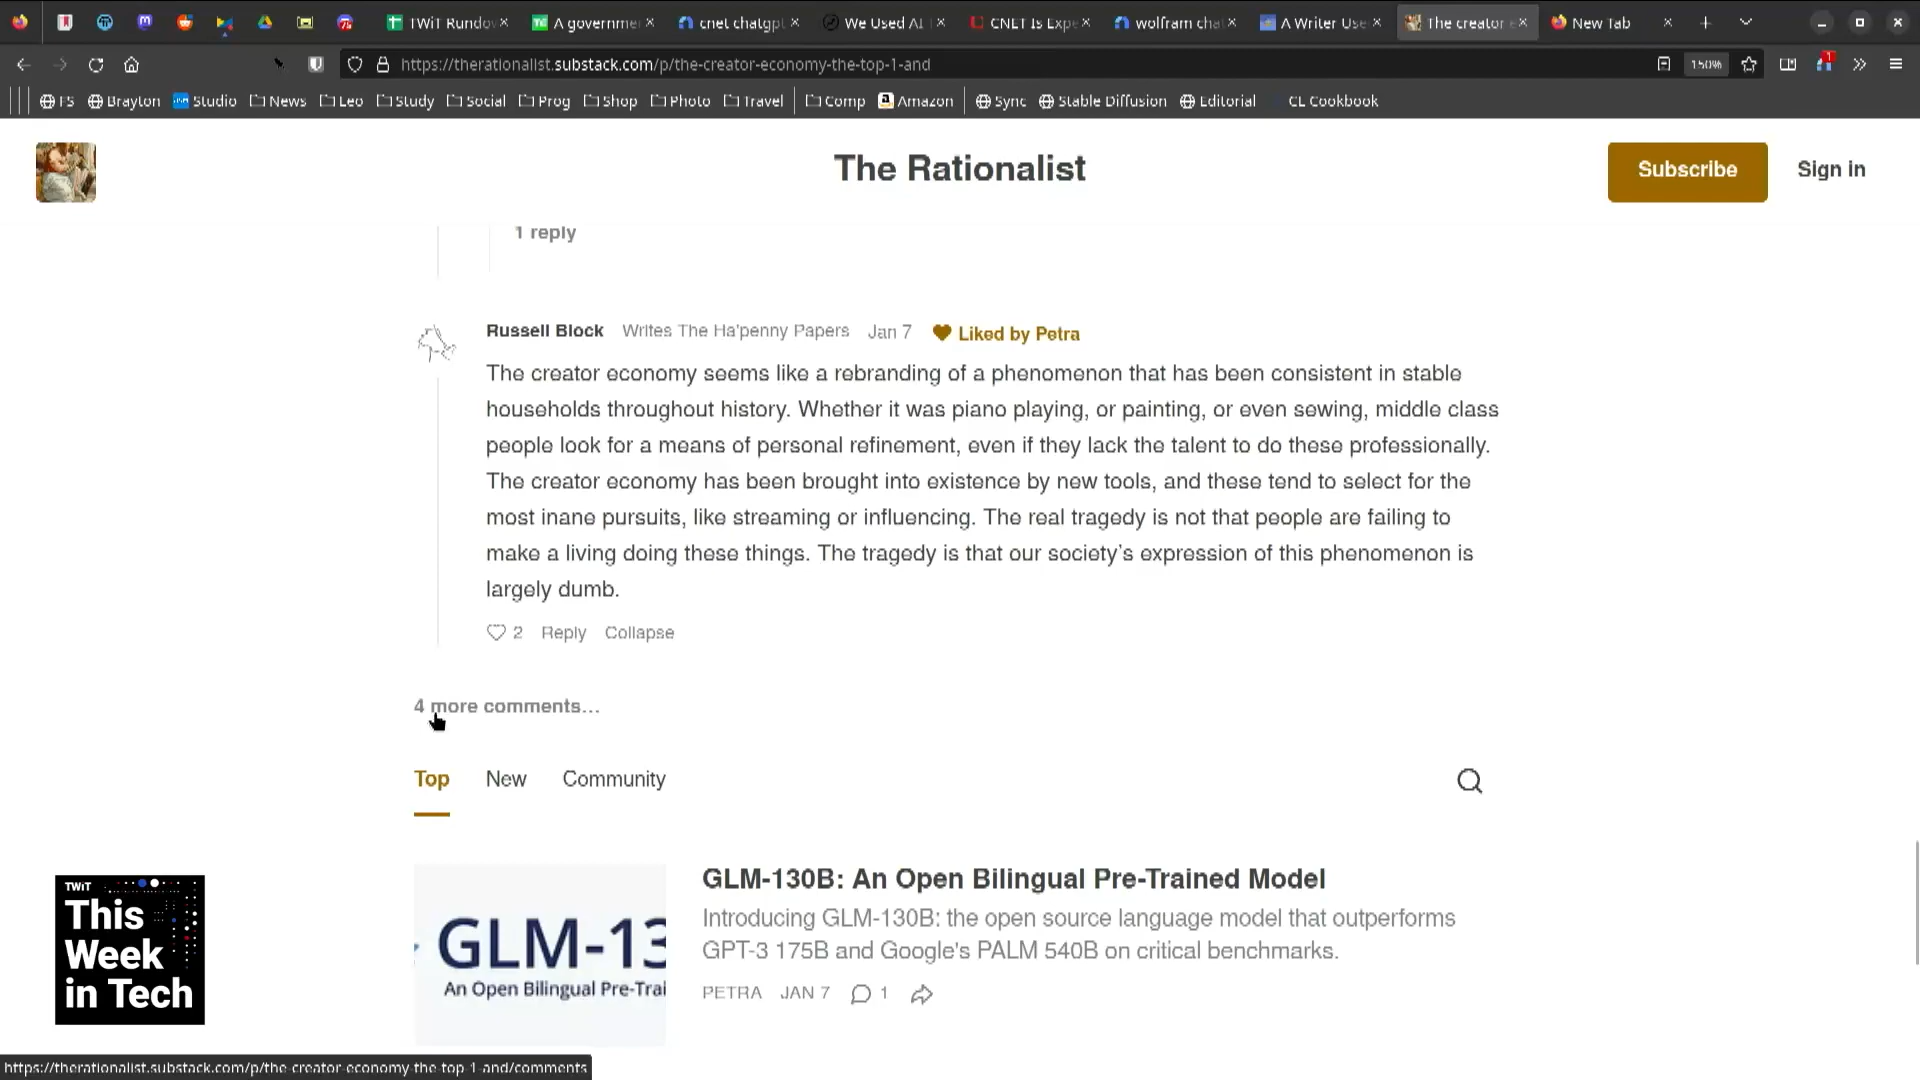 TWiT Rundov
A governme
cnet chatgpt
We Used AI
CNET Is Expe
wolfram cha
A Writer Use
The creator e
New Tab
https://therationalist.substack.com/p/the-creator-economy-the-top-1-and
150%
1
FS
Brayton
Studio
News
Leo
Study
Social
Prog
Shop
Photo
Travel
Comp
Amazon
Sync
Stable Diffusion
Editorial
CL Cookbook
The Rationalist
Subscribe
Sign in
1 reply
Russell Block Writes The Ha'penny Papers Jan 7 Liked by Petra
The creator economy seems like a rebranding of a phenomenon that has been consistent in stable
households throughout history. Whether it was piano playing, or painting, or even sewing, middle class
people look for a means of personal refinement, even if they lack the talent to do these professionally.
The creator economy has been brought into existence by new tools, and these tend to select for the
most inane pursuits, like streaming or influencing. The real tragedy is not that people are failing to
make a living doing these things. The tragedy is that our society's expression of this phenomenon is
largely dumb.
2 Reply Collapse
4 more comments...
Top New Community
GLM-13
An Open Bilingual Pre-Trai
GLM-130B: An Open Bilingual Pre-Trained Model
Introducing GLM-130B: the open source language model that outperforms
GPT-3 175B and Google's PALM 540B on critical benchmarks.
PETRA JAN 7 1
TWiT
This
Week
in Tech
https://therationalist.substack.com/p/the-creator-economy-the-top-1-and/comments